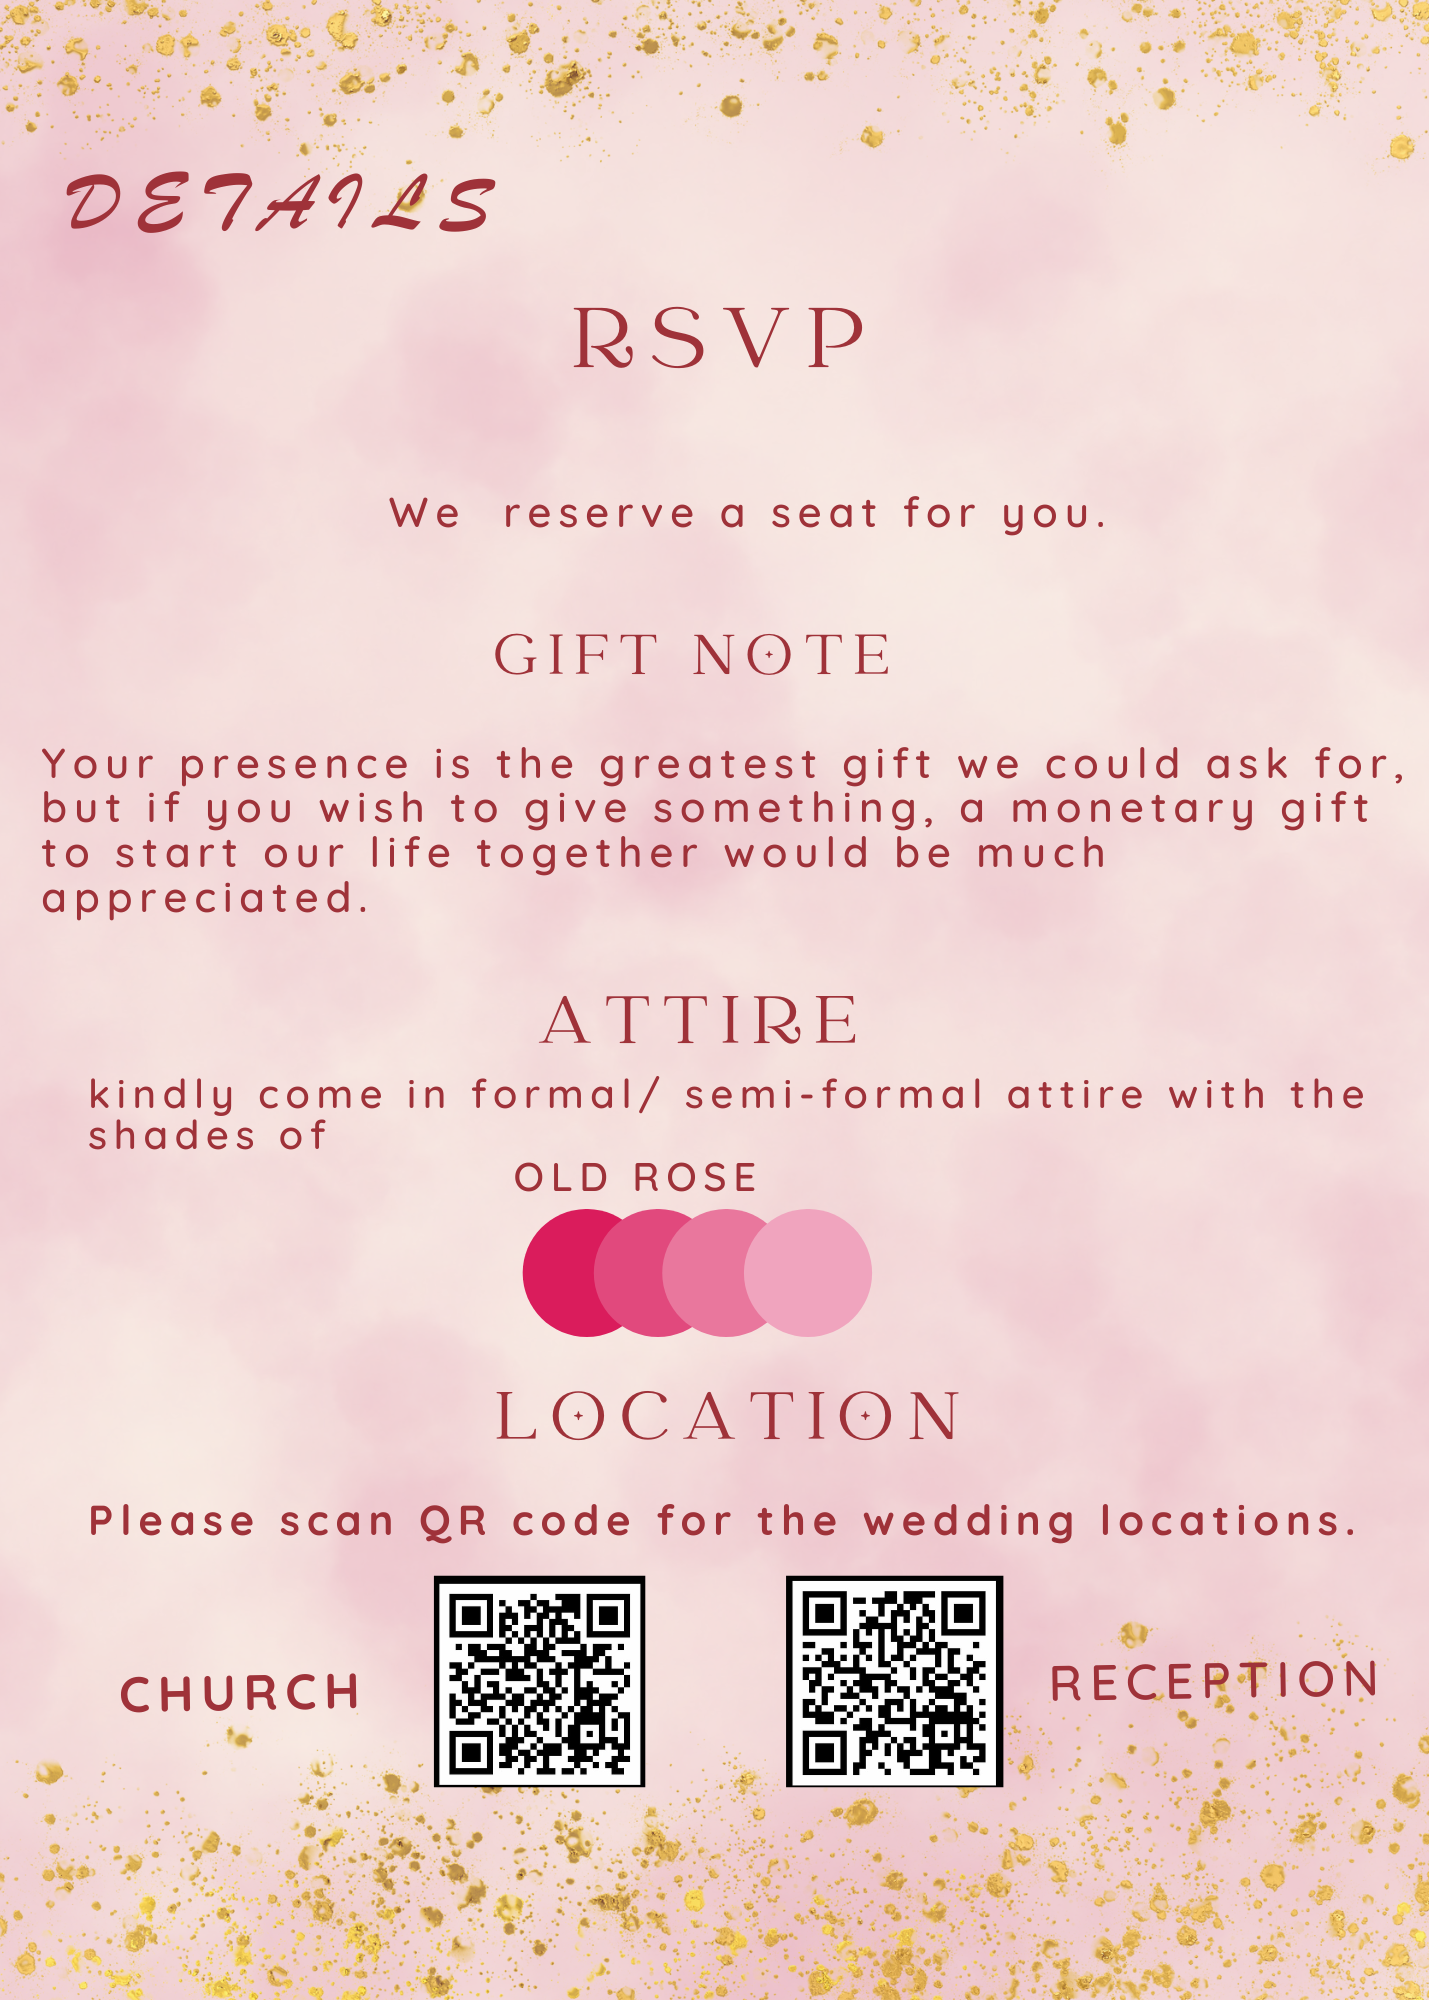 DETAILS
RSVP
We reserve a seat for you.
GIFT NOTE
Your presence is the greatest gift we could ask for,
but if you wish to give something, a monetary gift
to start our life together would be much
appreciated.
ATTIRE
kindly come in formal/ semi-formal attire with the
shades of
OLD ROSE
LOCATION
Please scan QR code for the wedding locations.
CHURCH
RECEPTION